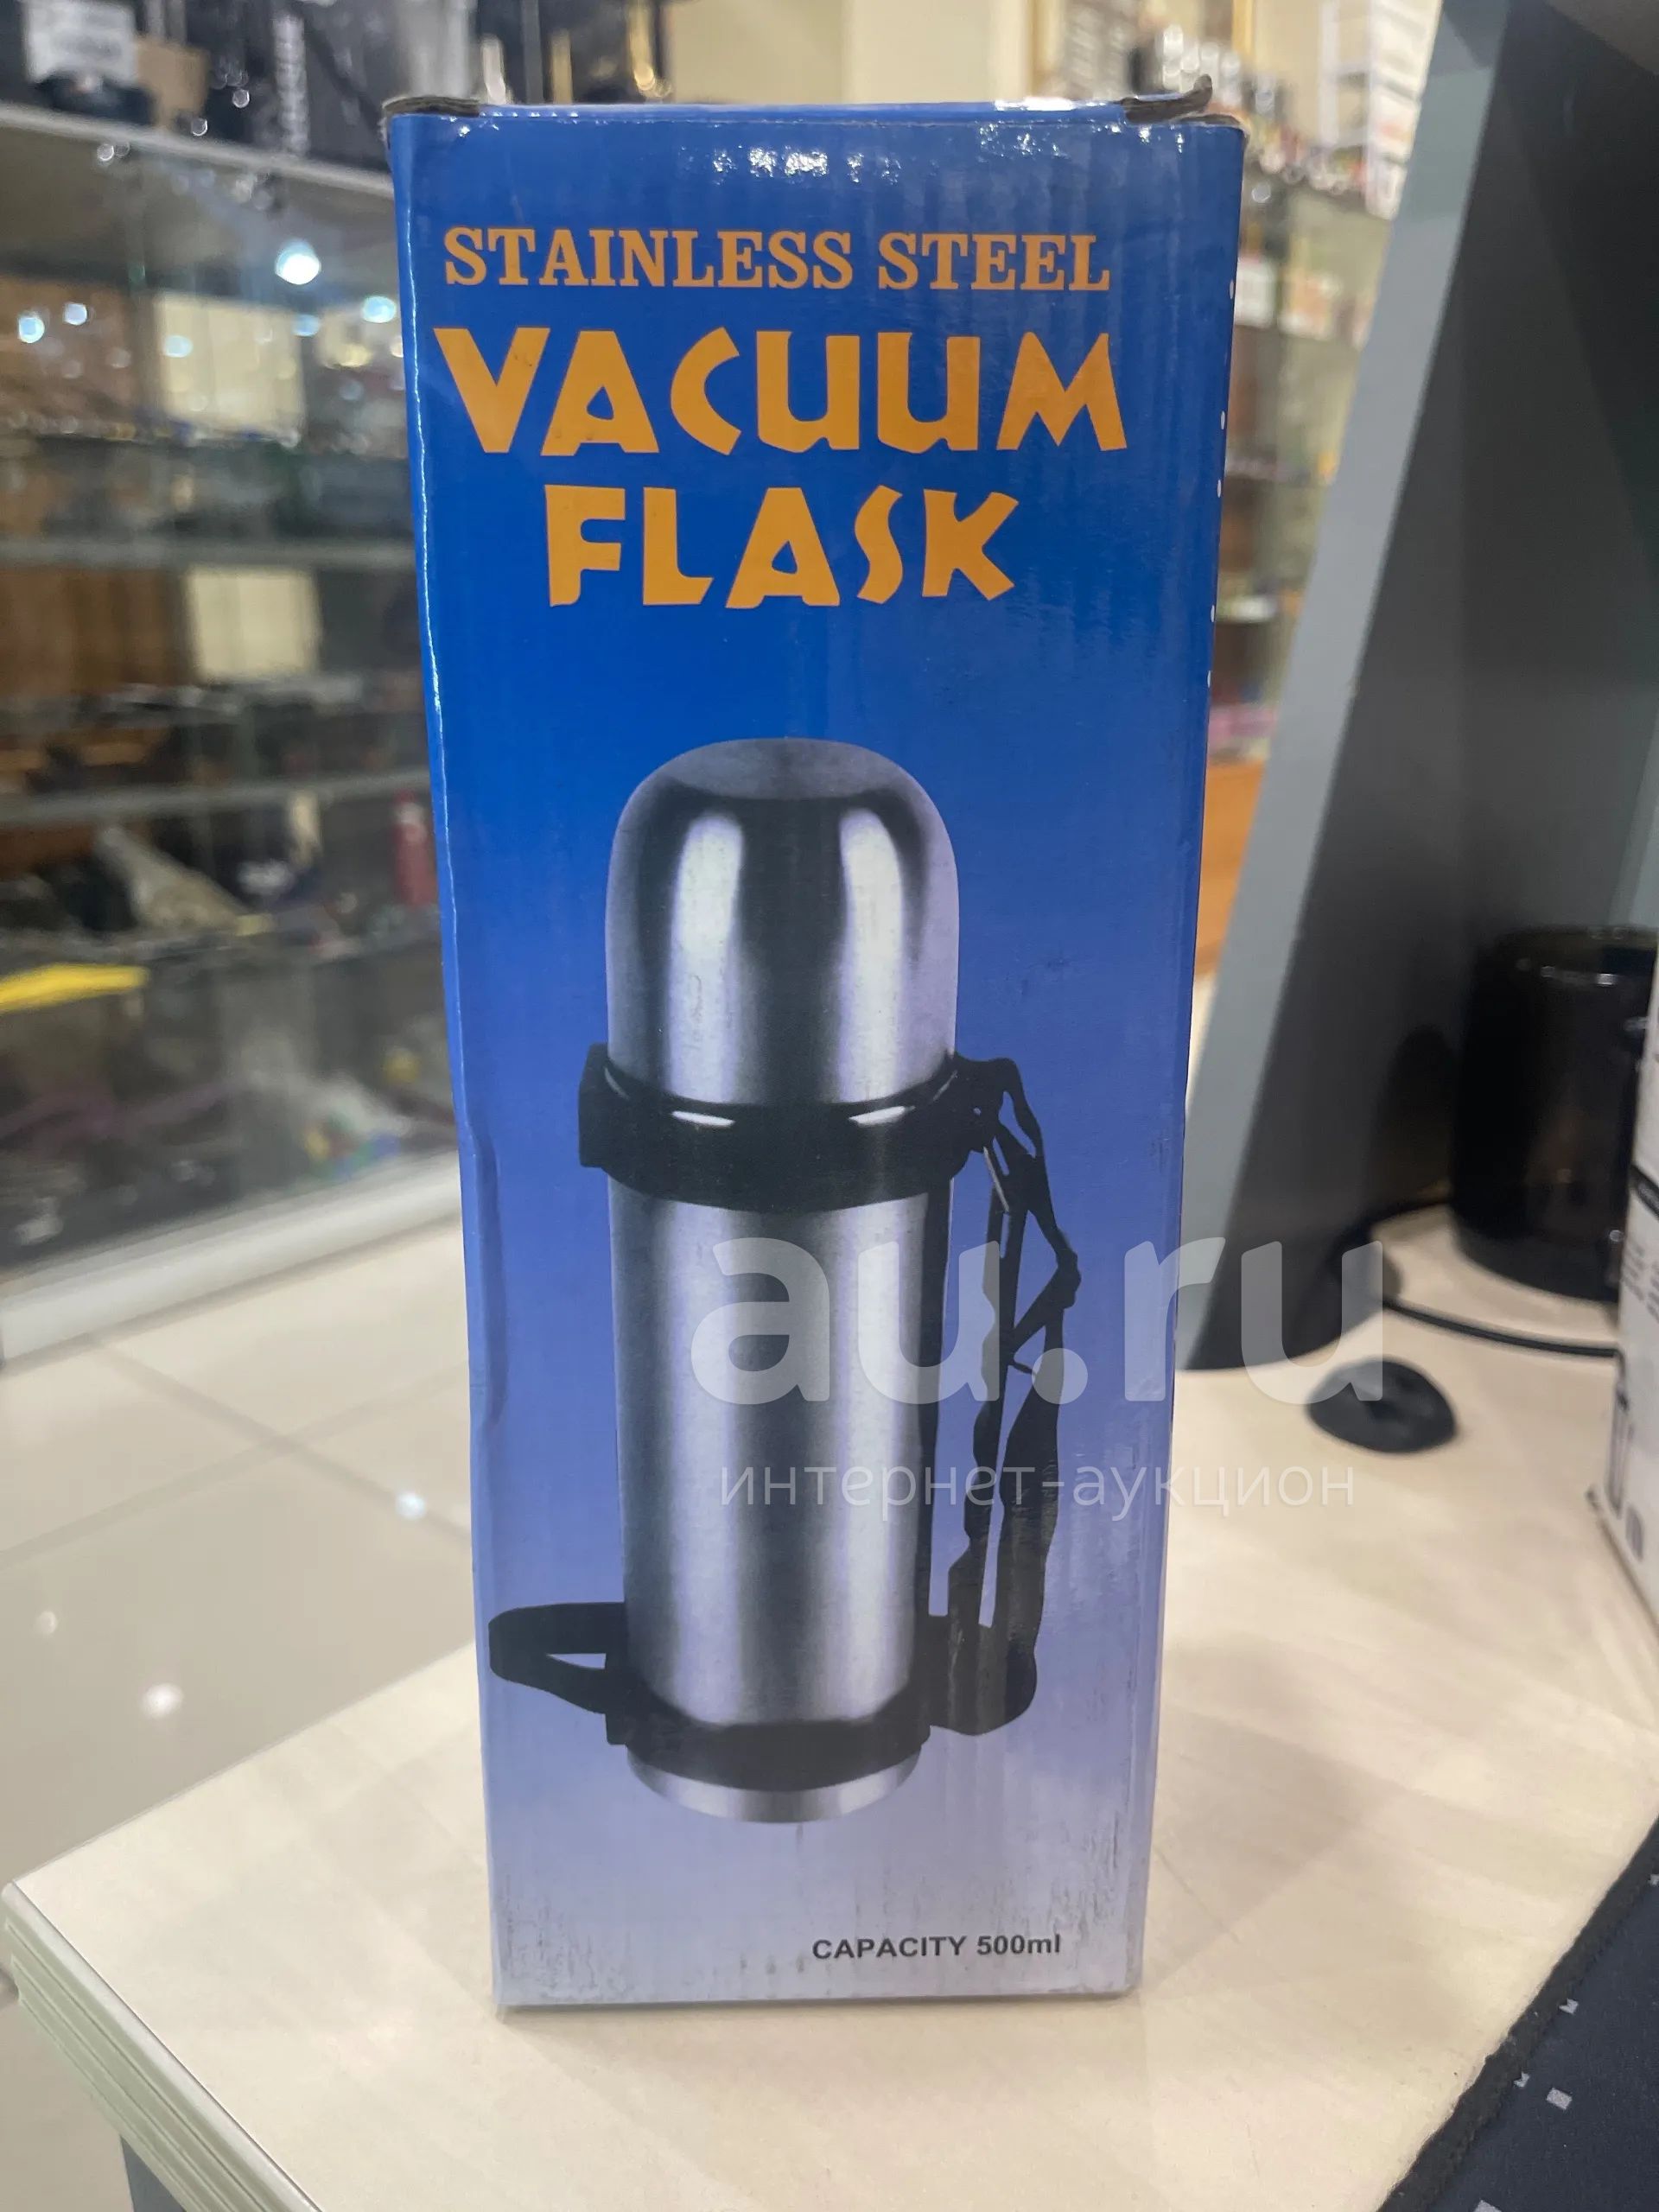 STAINLESS STEEL
VACUUM
FLASK
au.ru
интернет-аукцион
CAPACITY 500ml